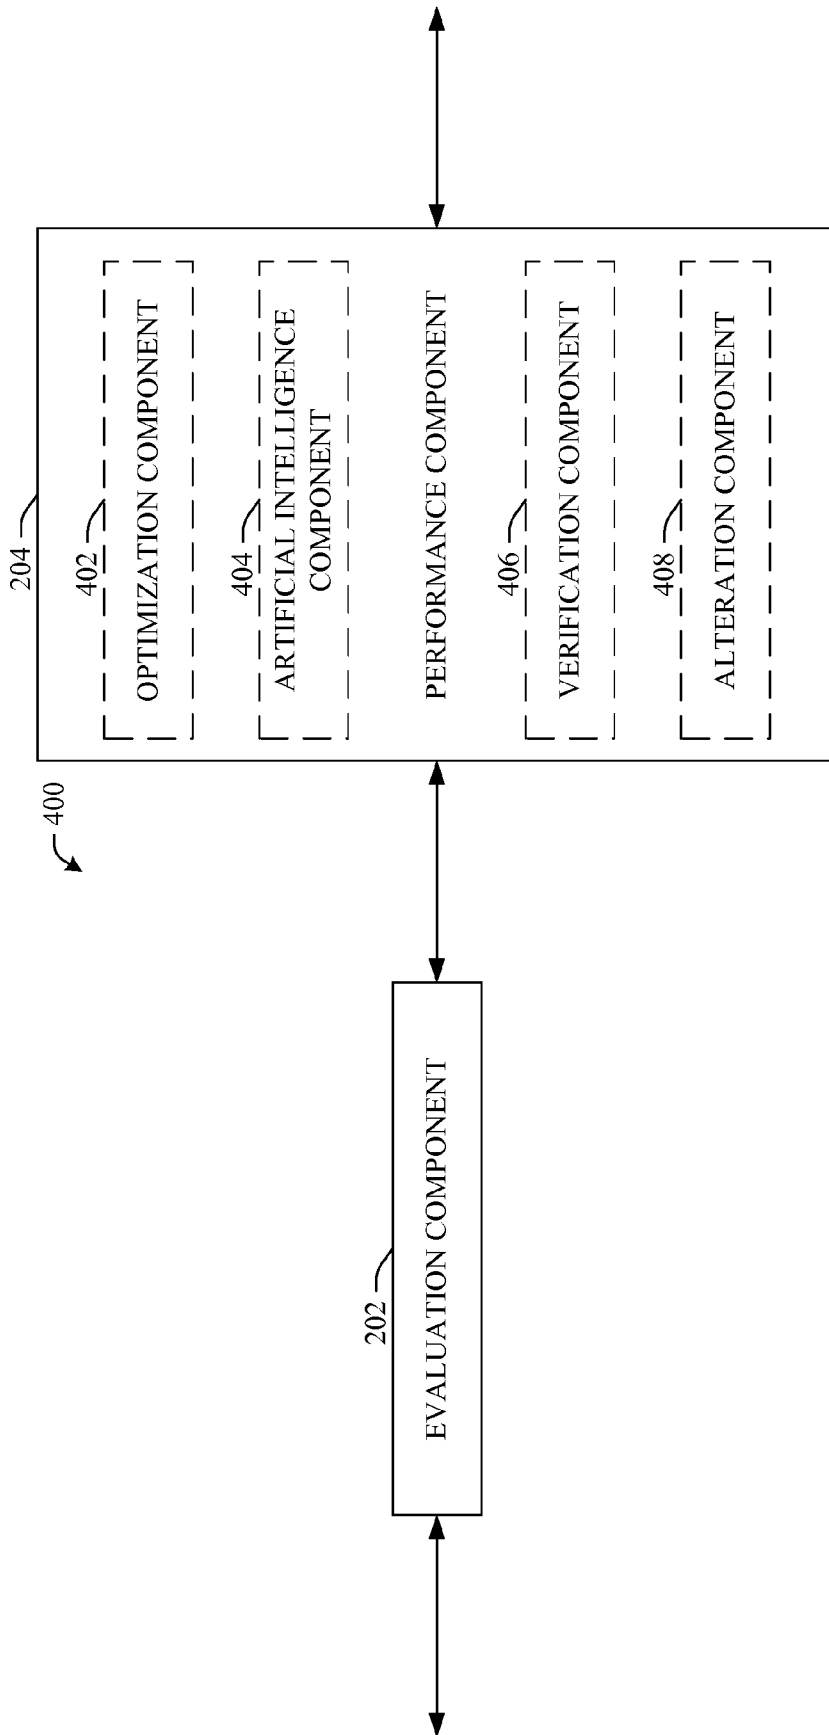 400
204
402
OPTIMIZATION COMPONENT
404
ARTIFICIAL INTELLIGENCE
COMPONENT
PERFORMANCE COMPONENT
406
VERIFICATION COMPONENT
408
ALTERATION COMPONENT
202
EVALUATION COMPONENT